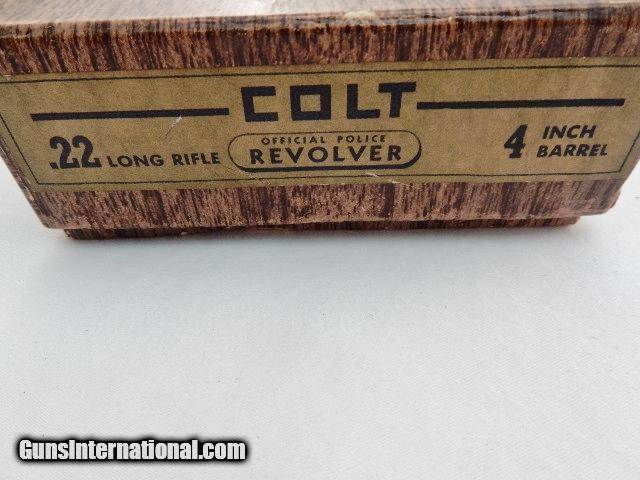 COLT
.22 LONG RIFLE
OFFICIAL POLICE
REVOLVER
4 INCH
BARREL
GunsInternational.com